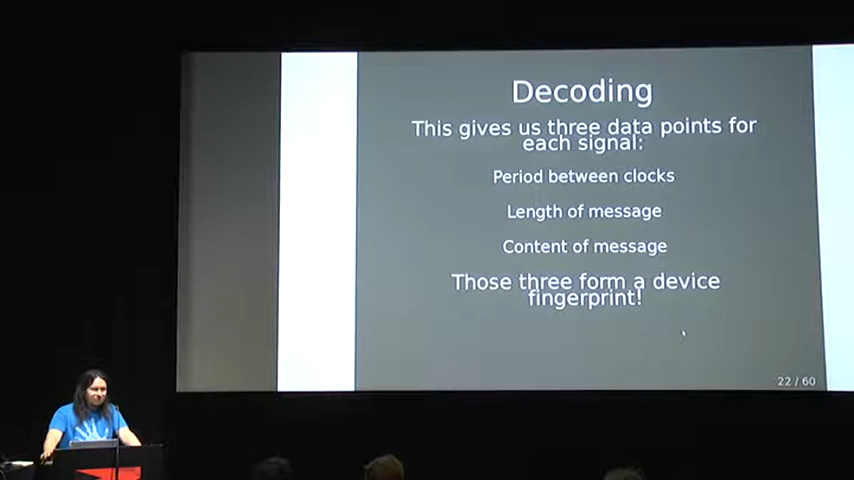 Decoding
This gives us three data points for
each signal:
Period between clocks
Length of message
Content of message
Those three form a device
fingerprint!
22 / 60